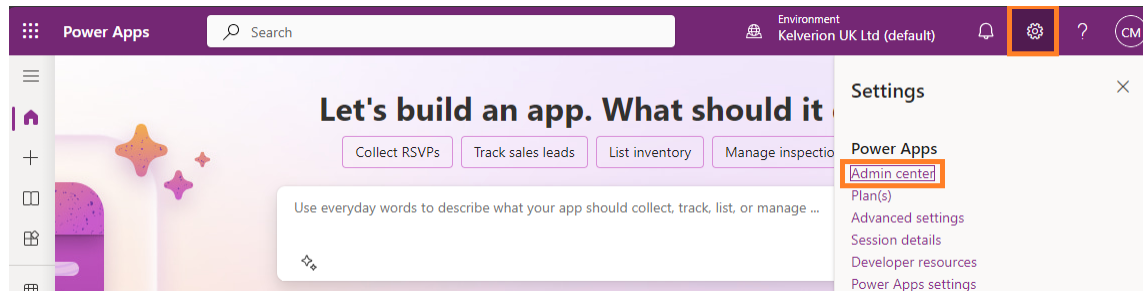 Power Apps
Search
Environment
Kelverion UK Ltd (default)
?
CM
Let's build an app. What should it
Collect RSVPs
Track sales leads
List inventory
Manage inspectio
Use everyday words to describe what your app should collect, track, list, or manage ...
Settings
Power Apps
Admin center
Plan(s)
Advanced settings
Session details
Developer resources
Power Apps settings